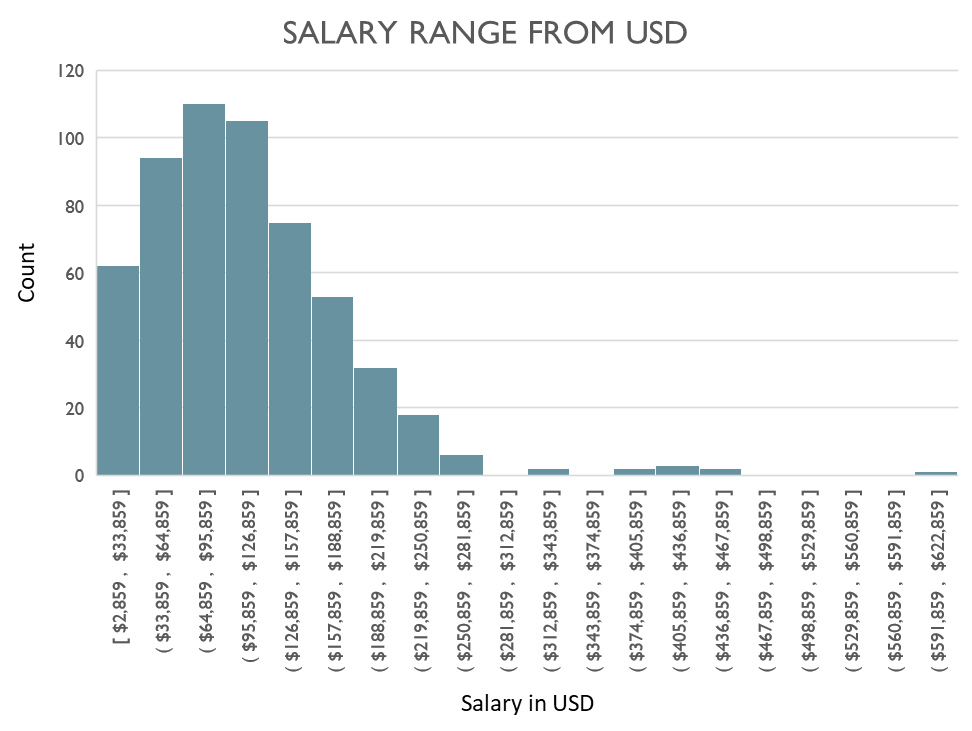 SALARY RANGE FROM USD
120
100
80
60
40
20
0
Count
[ $2,859 , $33,859 ]
( $33,859 , $64,859 ]
( $64,859 , $95,859 ]
( $95,859 , $126,859 ]
( $126,859 , $157,859 ]
( $157,859 , $188,859 ]
( $188,859 , $219,859 ]
( $219,859 , $250,859 ]
( $250,859 , $281,859 ]
( $281,859 , $312,859 ]
( $312,859 , $343,859 ]
( $343,859 , $374,859 ]
( $374,859 , $405,859 ]
( $405,859 , $436,859 ]
( $436,859 , $467,859 ]
( $467,859 , $498,859 ]
( $498,859 , $529,859 ]
( $529,859 , $560,859 ]
( $560,859 , $591,859 ]
( $591,859 , $622,859 ]
Salary in USD